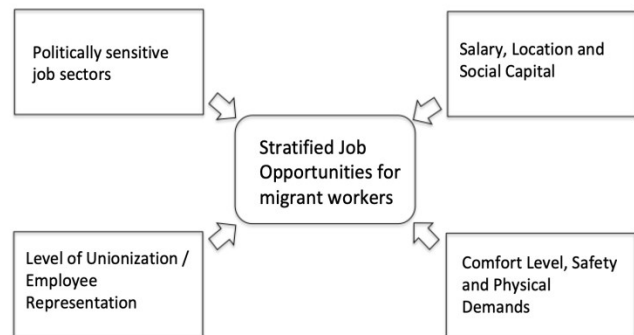 Politically sensitive
job sectors
Salary, Location and
Social Capital
Stratified Job
Opportunities for
migrant workers
Level of Unionization /
Employee
Representation
Comfort Level, Safety
and Physical
Demands